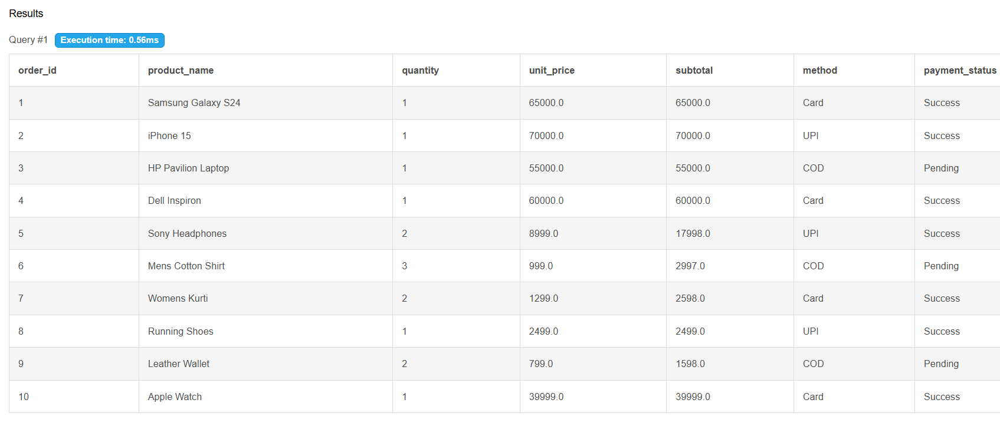 Results
Query #1 Execution time: 0.56ms
order_id product_name quantity unit_price subtotal method payment_status
1 Samsung Galaxy S24 1 65000.0 65000.0 Card Success
2 iPhone 15 1 70000.0 70000.0 UPI Success
3 HP Pavilion Laptop 1 55000.0 55000.0 COD Pending
4 Dell Inspiron 1 60000.0 60000.0 Card Success
5 Sony Headphones 2 8999.0 17998.0 UPI Success
6 Mens Cotton Shirt 3 999.0 2997.0 COD Pending
7 Womens Kurti 2 1299.0 2598.0 Card Success
8 Running Shoes 1 2499.0 2499.0 UPI Success
9 Leather Wallet 2 799.0 1598.0 COD Pending
10 Apple Watch 1 39999.0 39999.0 Card Success